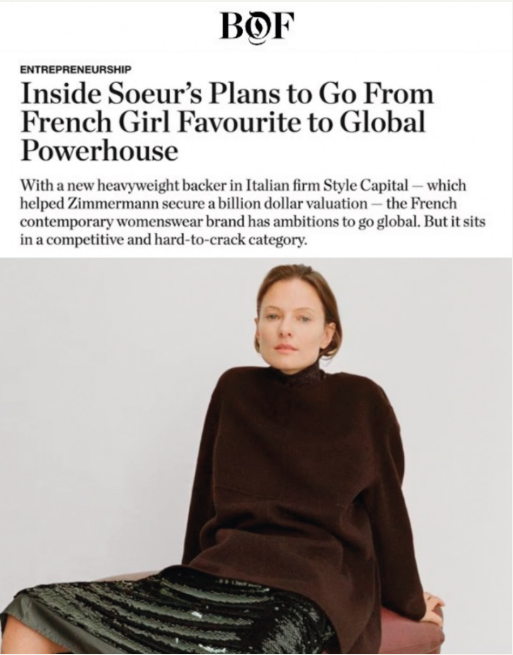 BOF
ENTREPRENEURSHIP
Inside Soeur’s Plans to Go From
French Girl Favourite to Global
Powerhouse
With a new heavyweight backer in Italian firm Style Capital — which
helped Zimmermann secure a billion dollar valuation — the French
contemporary womenswear brand has ambitions to go global. But it sits
in a competitive and hard-to-crack category.